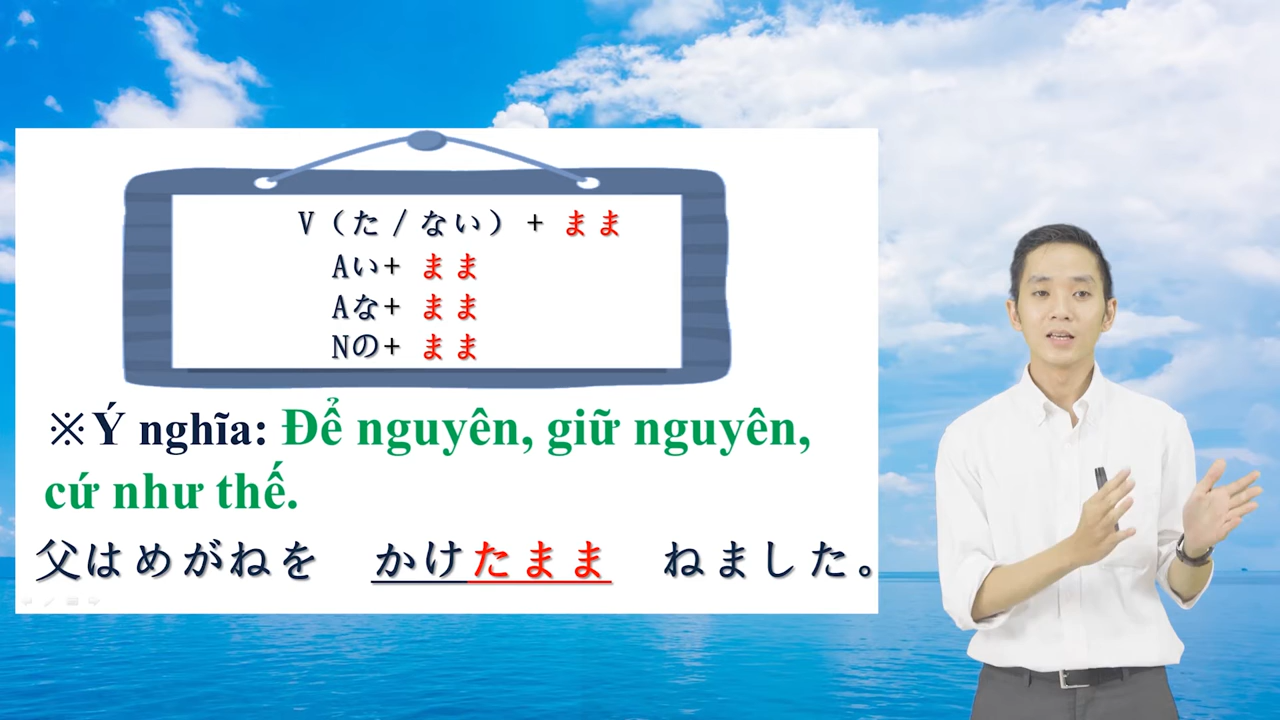 V（た／ない）+ まま
Aい+ まま
Aな+ まま
Nの+ まま
※Ý nghĩa: Để nguyên, giữ nguyên,
cứ như thế.
父はめがねを かけたまま ねました。